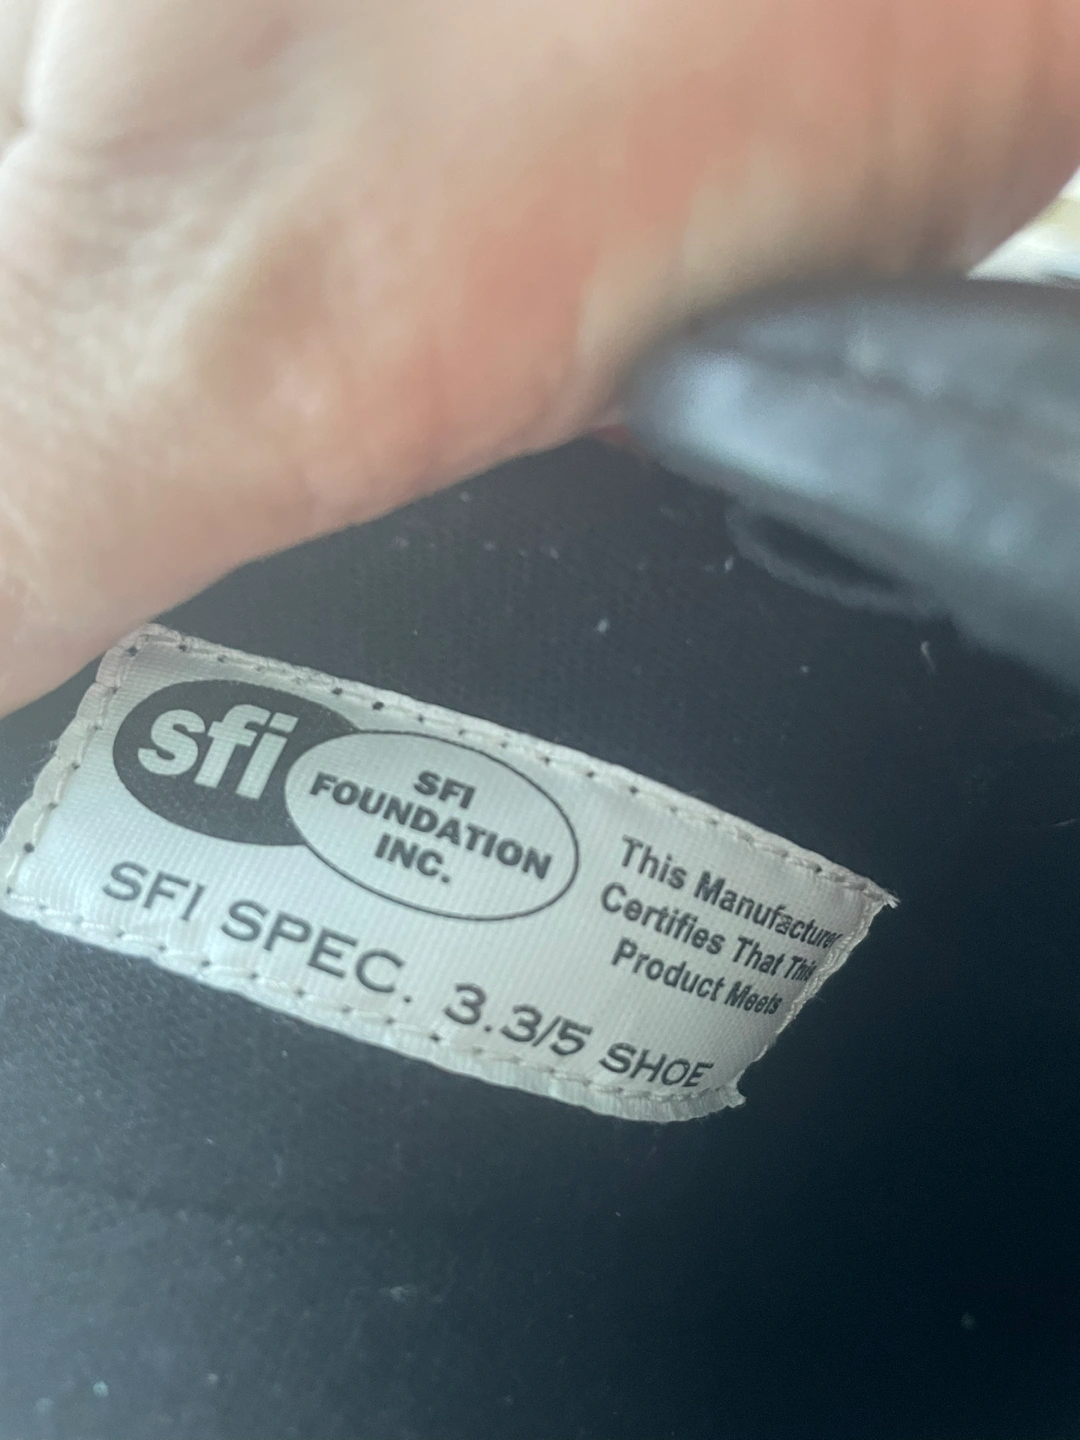 sfi
SFI
FOUNDATION
INC.
This Manufacturer
Certifies That This
Product Meets
SFI SPEC. 3.3/5 SHOE